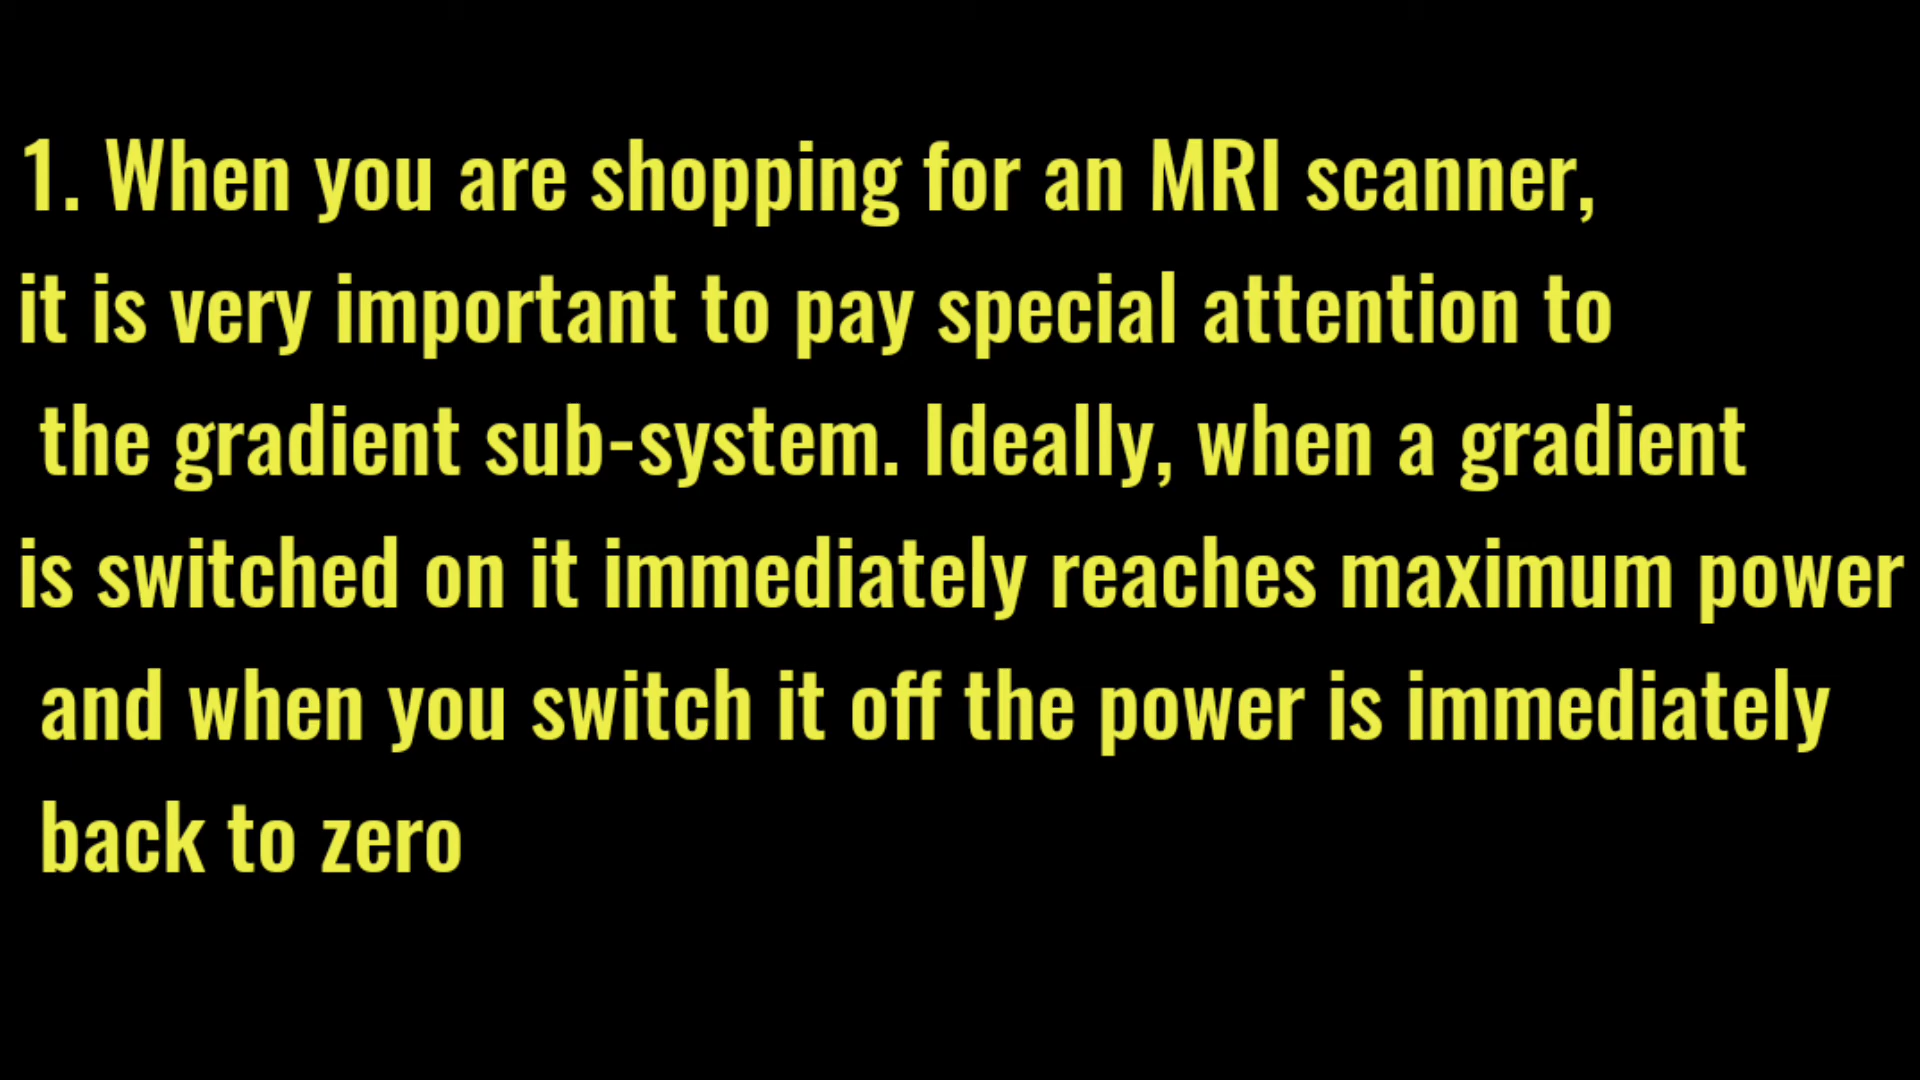 1. When you are shopping for an MRI scanner,
it is very important to pay special attention to
the gradient sub-system. Ideally, when a gradient
is switched on it immediately reaches maximum power
and when you switch it off the power is immediately
back to zero